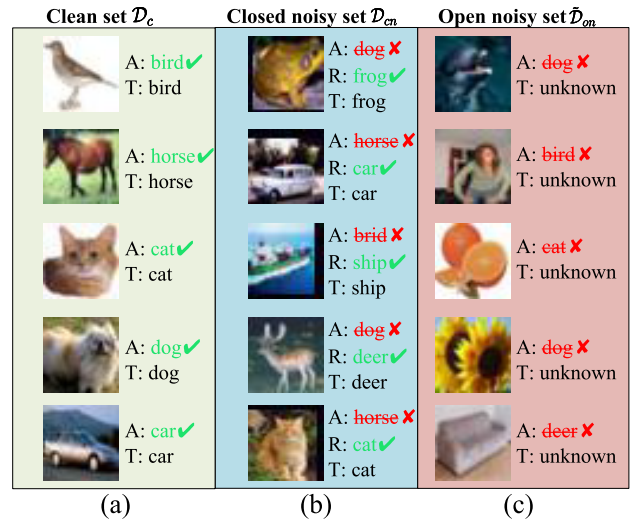 Clean set 𝒟c
A: bird✔
T: bird
A: horse✔
T: horse
A: cat✔
T: cat
A: dog✔
T: dog
A: car✔
T: car
(a)
Closed noisy set 𝒟cn
A: dog✘
R: frog✔
T: frog
A: horse✘
R: car✔
T: car
A: brid✘
R: ship✔
T: ship
A: dog✘
R: deer✔
T: deer
A: horse✘
R: cat✔
T: cat
(b)
Open noisy set 𝒟̃on
A: dog✘
T: unknown
A: bird✘
T: unknown
A: cat✘
T: unknown
A: dog✘
T: unknown
A: deer✘
T: unknown
(c)